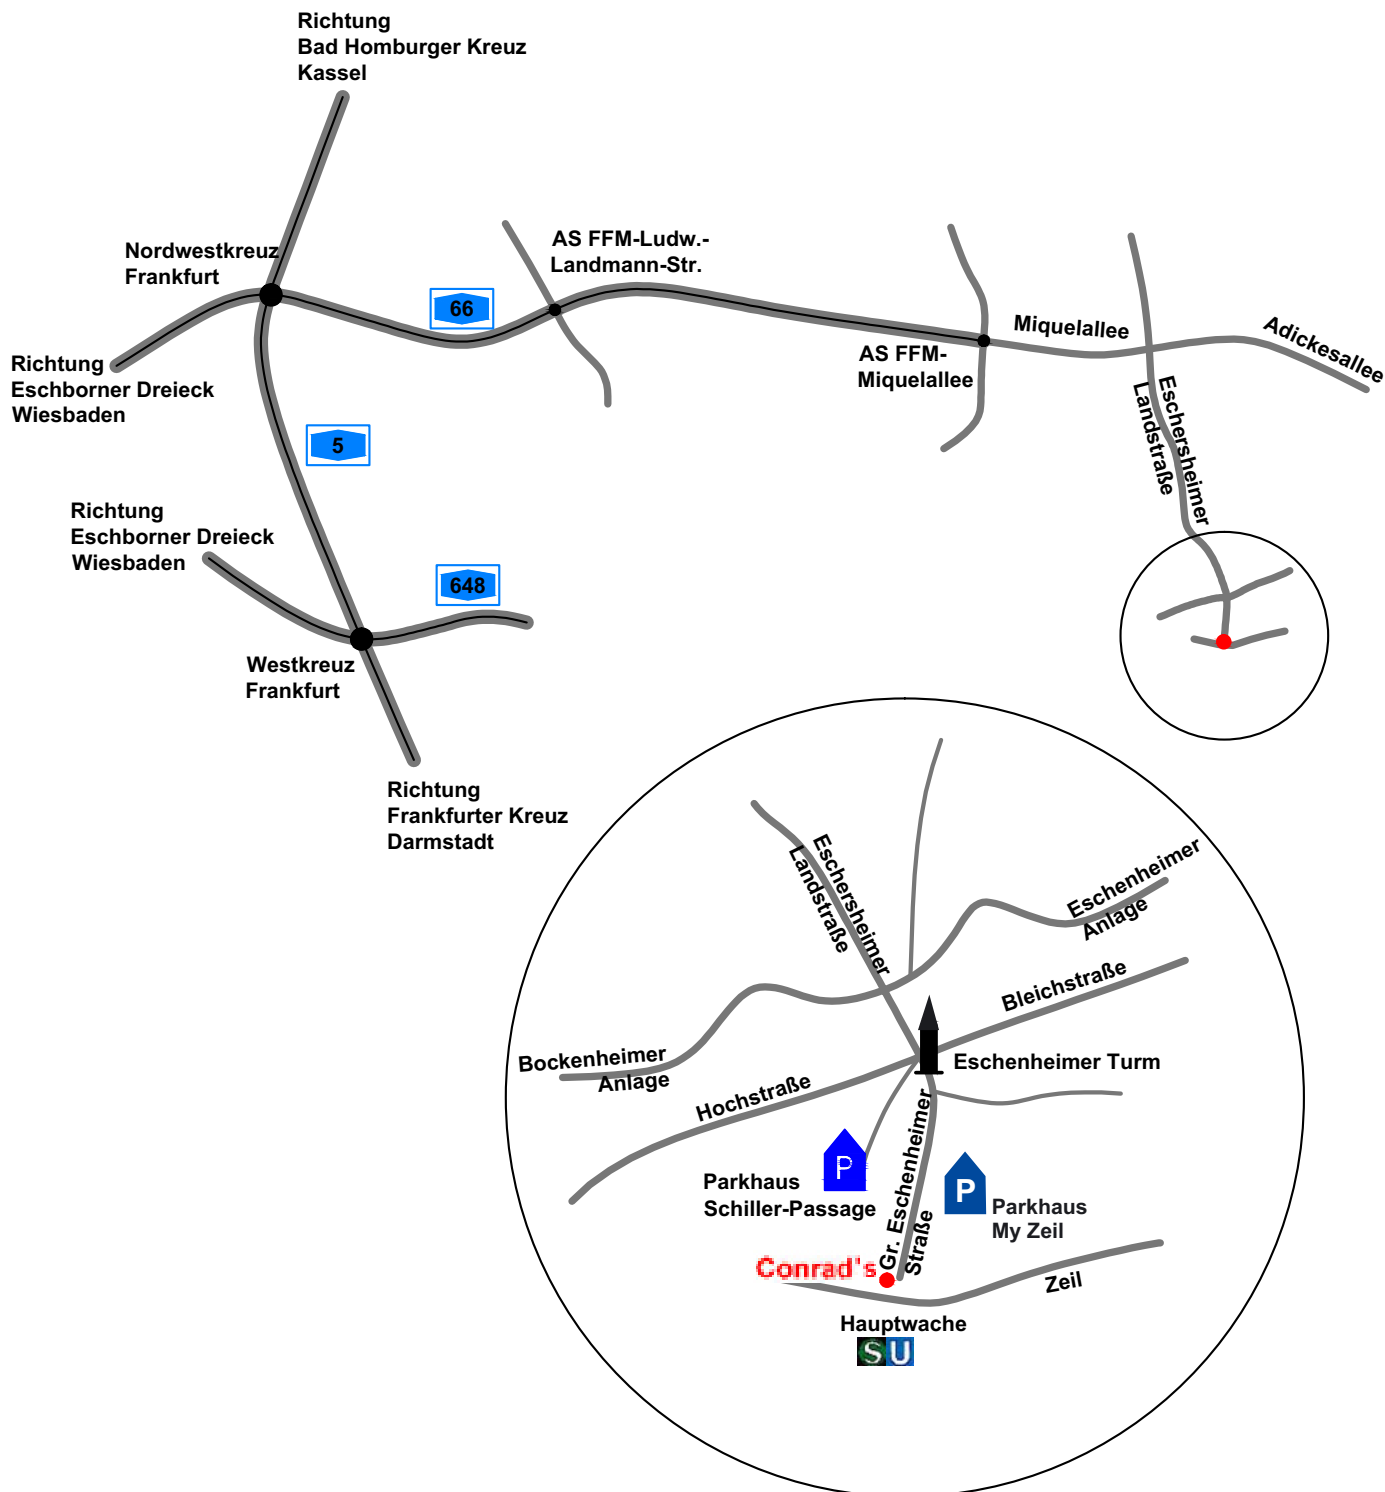 Richtung
Bad Homburger Kreuz
Kassel
Nordwestkreuz
Frankfurt
AS FFM-Ludw.-
Landmann-Str.
66
Richtung
Eschborner Dreieck
Wiesbaden
AS FFM-
Miquelallee
Miquelallee
Adickesallee
Eschersheimer
Landstraße
5
Richtung
Eschborner Dreieck
Wiesbaden
648
Westkreuz
Frankfurt
Richtung
Frankfurter Kreuz
Darmstadt
Eschersheimer
Landstraße
Eschenheimer
Anlage
Bleichstraße
Bockenheimer
Anlage
Eschenheimer Turm
Hochstraße
P
Parkhaus
Schiller-Passage
Gr. Eschenheimer
Straße
P
Parkhaus
My Zeil
Conrad's
Zeil
Hauptwache
S U